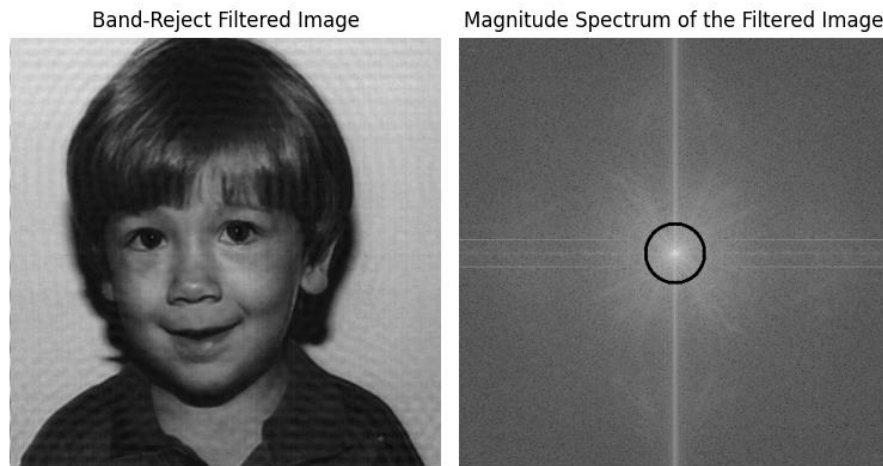 Band-Reject Filtered Image
Magnitude Spectrum of the Filtered Image